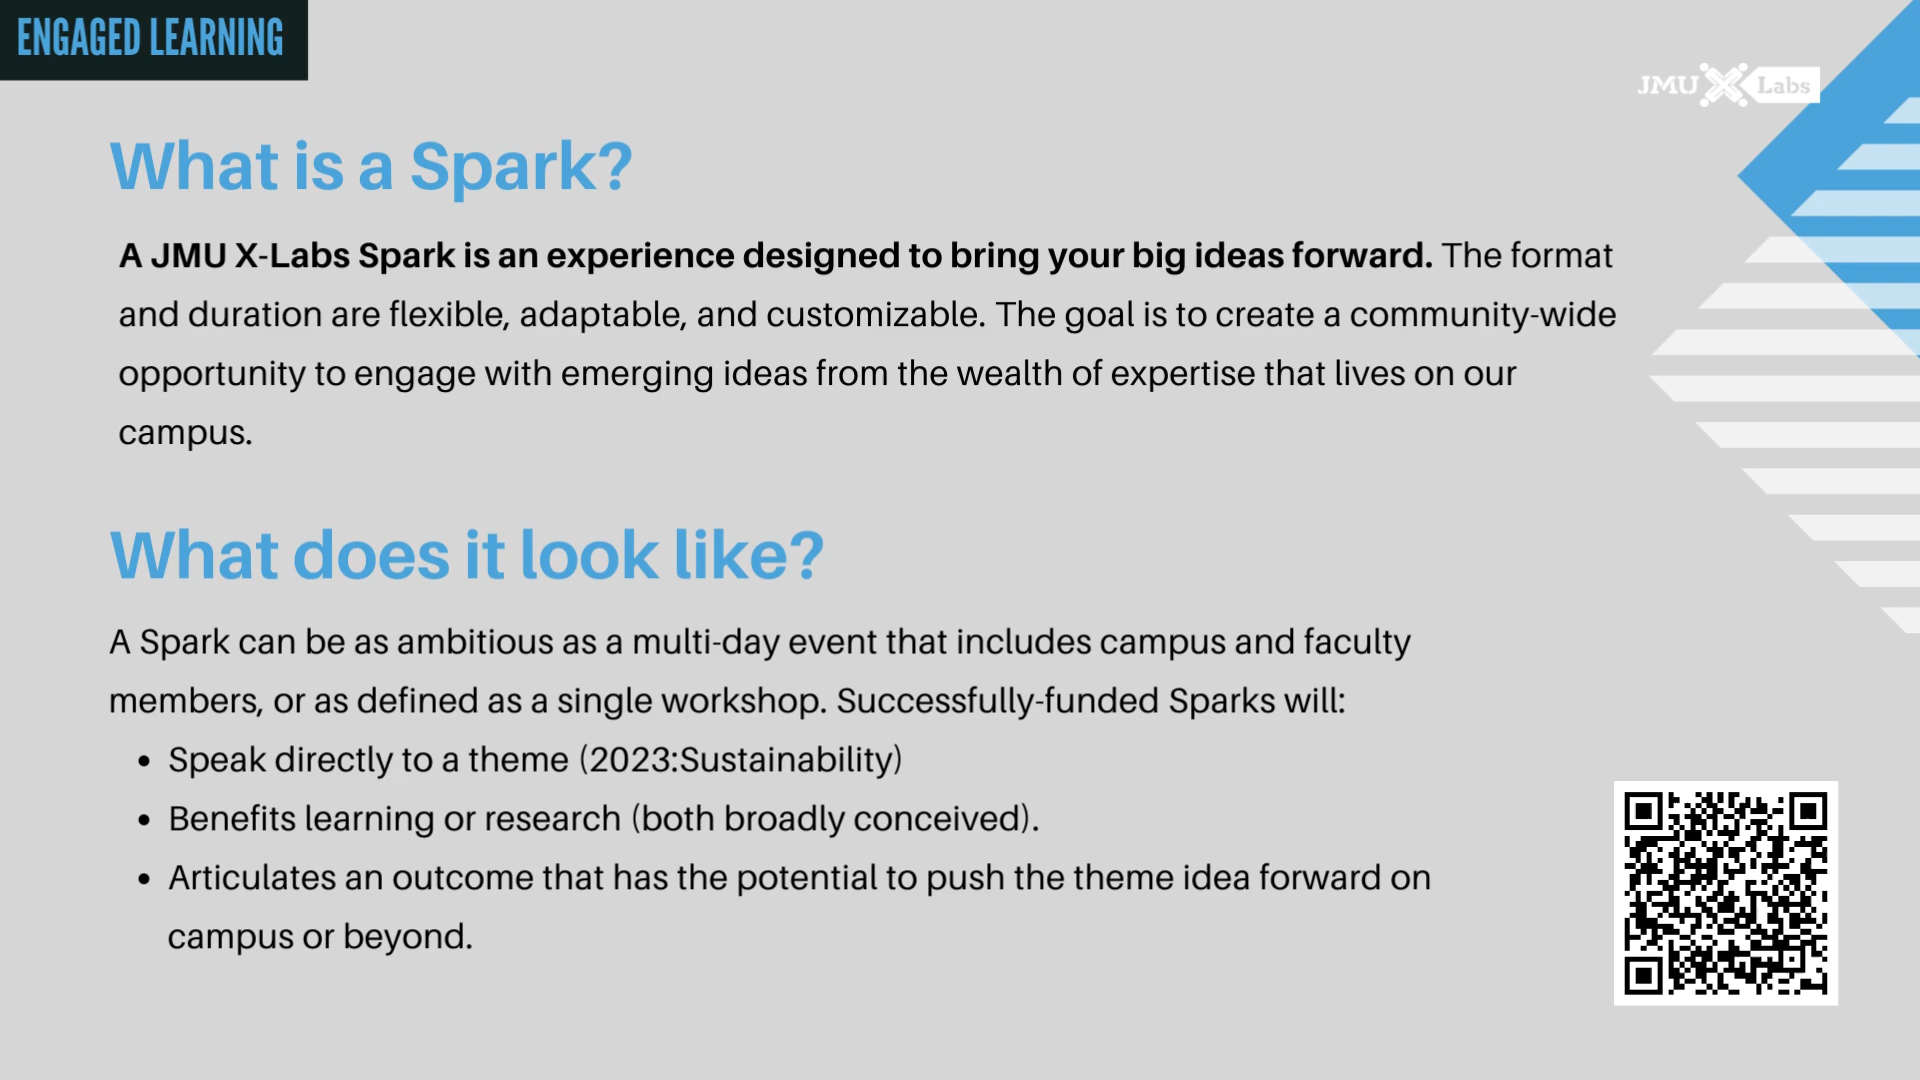 ENGAGED LEARNING
JMU X Labs
What is a Spark?
A JMU X-Labs Spark is an experience designed to bring your big ideas forward. The format
and duration are flexible, adaptable, and customizable. The goal is to create a community-wide
opportunity to engage with emerging ideas from the wealth of expertise that lives on our
campus.
What does it look like?
A Spark can be as ambitious as a multi-day event that includes campus and faculty
members, or as defined as a single workshop. Successfully-funded Sparks will:
• Speak directly to a theme (2023:Sustainability)
• Benefits learning or research (both broadly conceived).
• Articulates an outcome that has the potential to push the theme idea forward on
campus or beyond.